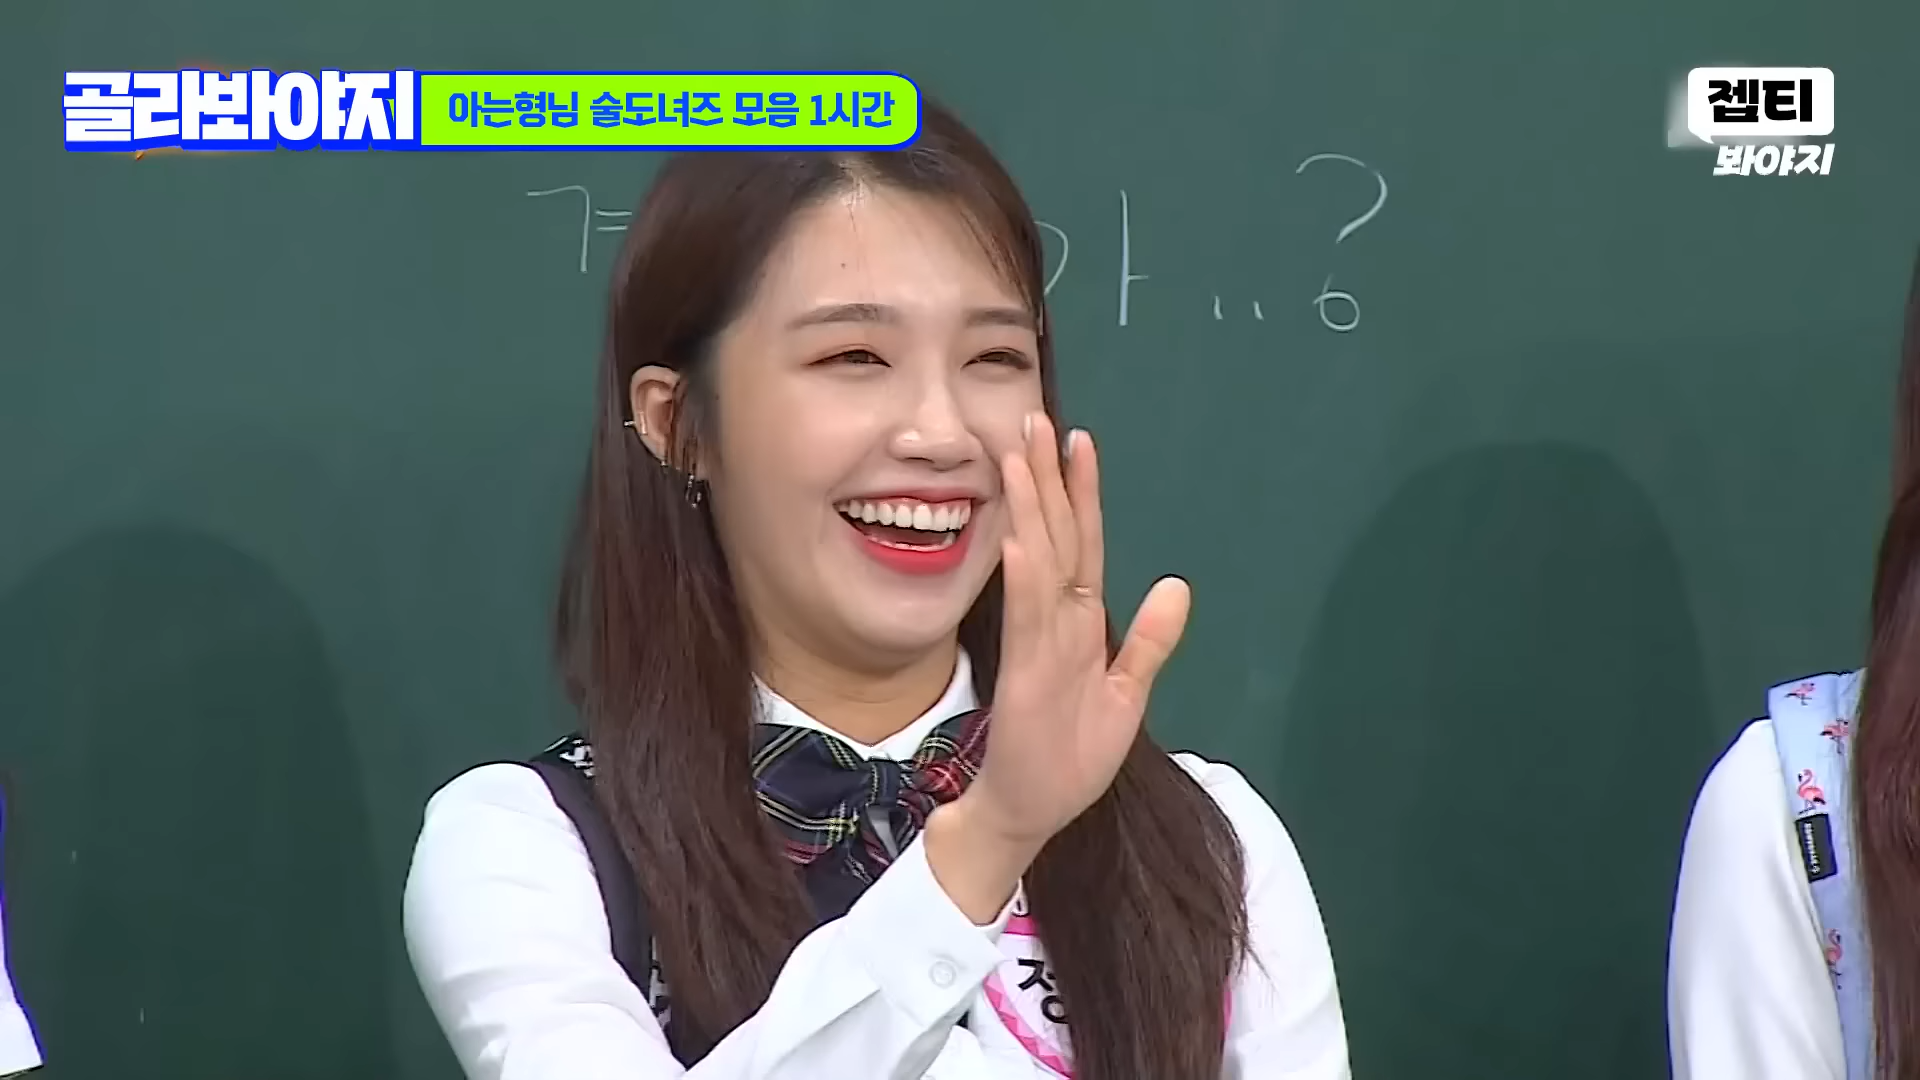 골라봐야지 아는형님 술도녀즈 모음 1시간
젭티
봐야지
정